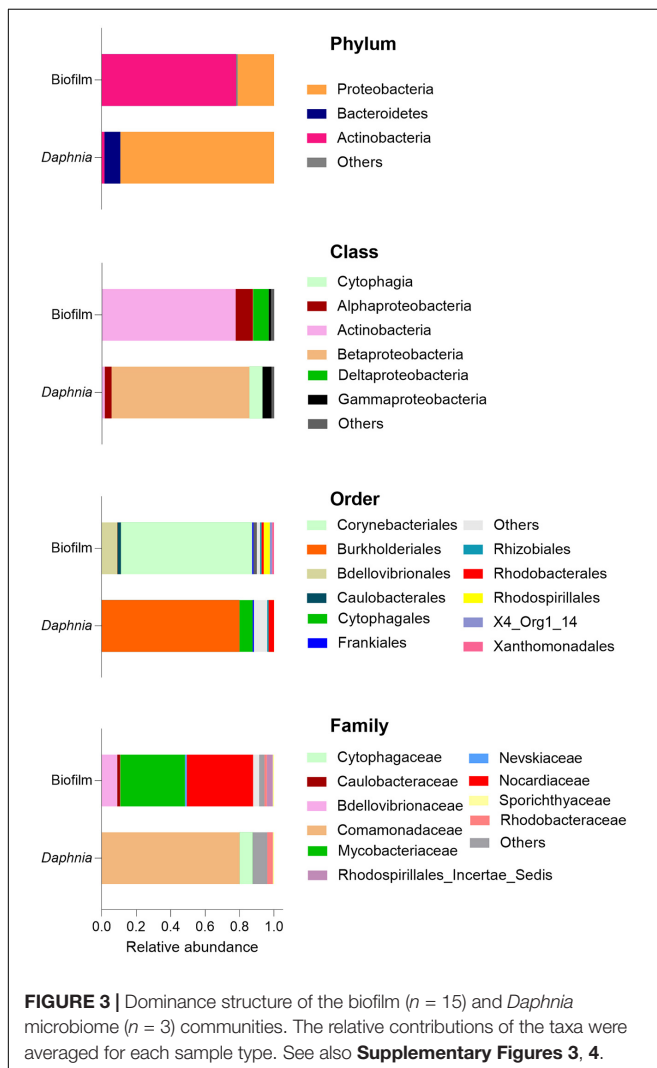 Phylum
Biofilm
Daphnia
Proteobacteria
Bacteroidetes
Actinobacteria
Others
Class
Biofilm
Daphnia
Cytophagia
Alphaproteobacteria
Actinobacteria
Betaproteobacteria
Deltaproteobacteria
Gammaproteobacteria
Others
Order
Biofilm
Daphnia
Corynebacteriales
Burkholderiales
Bdellovibrionales
Caulobacterales
Cytophagales
Frankiales
Others
Rhizobiales
Rhodobacterales
Rhodospirillales
X4_Org1_14
Xanthomonadales
Family
Biofilm
Daphnia
Cytophagaceae
Caulobacteraceae
Bdellovibrionaceae
Comamonadaceae
Mycobacteriaceae
Rhodospirillales_Incertae_Sedis
Nevskiaceae
Nocardiaceae
Sporichthyaceae
Rhodobacteraceae
Others
0.0 0.2 0.4 0.6 0.8 1.0
Relative abundance
FIGURE 3 | Dominance structure of the biofilm (n = 15) and Daphnia
microbiome (n = 3) communities. The relative contributions of the taxa were
averaged for each sample type. See also Supplementary Figures 3, 4.